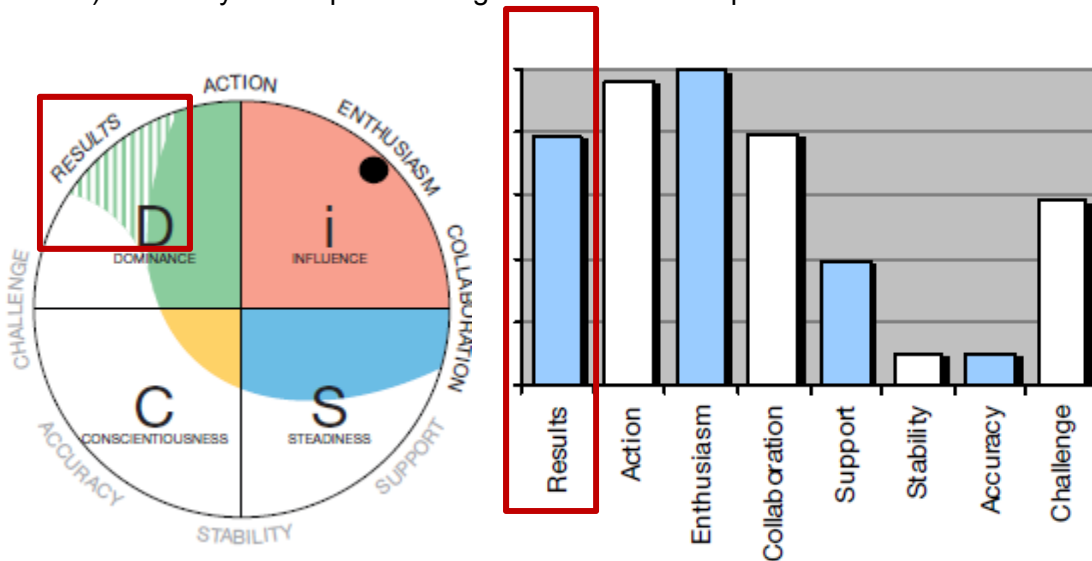 ACTION
RESULTS
ENTHUSIASM
D
DOMINANCE
i
INFLUENCE
CHALLENGE
COLLABORATION
C
CONSCIENTIOUSNESS
S
STEADINESS
ACCURACY
SUPPORT
STABILITY
Results
Action
Enthusiasm
Collaboration
Support
Stability
Accuracy
Challenge